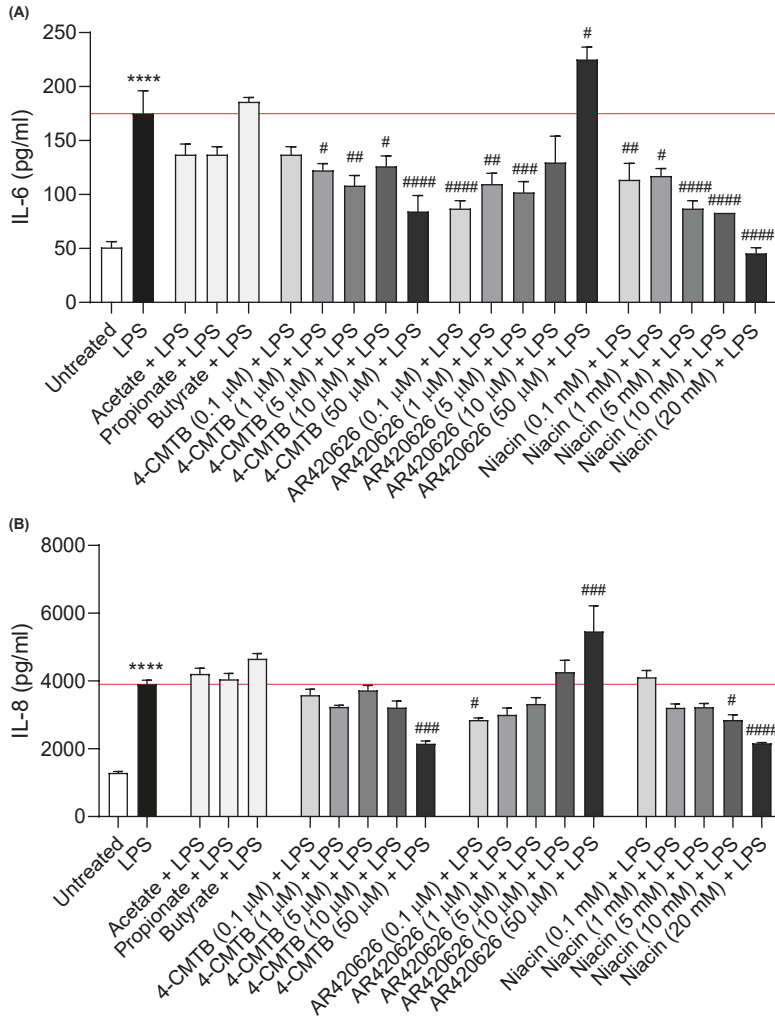 (A)
IL-6 (pg/ml)
250
200
150
100
50
0
****
#
##
#
####
####
##
###
#
##
#
####
####
####
Untreated
LPS
Acetate + LPS
Propionate + LPS
Butyrate + LPS
4-CMTB (0.1 µM) + LPS
4-CMTB (1 µM) + LPS
4-CMTB (5 µM) + LPS
4-CMTB (10 µM) + LPS
4-CMTB (50 µM) + LPS
AR420626 (0.1 µM) + LPS
AR420626 (1 µM) + LPS
AR420626 (5 µM) + LPS
AR420626 (10 µM) + LPS
AR420626 (50 µM) + LPS
Niacin (0.1 mM) + LPS
Niacin (1 mM) + LPS
Niacin (5 mM) + LPS
Niacin (10 mM) + LPS
Niacin (20 mM) + LPS
(B)
IL-8 (pg/ml)
8000
6000
4000
2000
0
****
###
#
###
#
####
Untreated
LPS
Acetate + LPS
Propionate + LPS
Butyrate + LPS
4-CMTB (0.1 µM) + LPS
4-CMTB (1 µM) + LPS
4-CMTB (5 µM) + LPS
4-CMTB (10 µM) + LPS
4-CMTB (50 µM) + LPS
AR420626 (0.1 µM) + LPS
AR420626 (1 µM) + LPS
AR420626 (5 µM) + LPS
AR420626 (10 µM) + LPS
AR420626 (50 µM) + LPS
Niacin (0.1 mM) + LPS
Niacin (1 mM) + LPS
Niacin (5 mM) + LPS
Niacin (10 mM) + LPS
Niacin (20 mM) + LPS